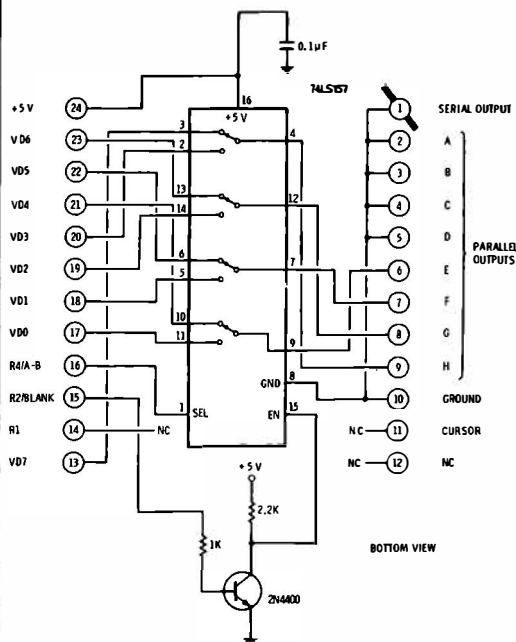 0.1µF
74LS157
16
+5V
+5 V 24
VD6 23
VD5 22
VD4 21
VD3 20
VD2 19
VD1 18
VD0 17
R4/A-B 16
R2/BLANK 15
R1 14 NC
VD7 13
3
2
13
14
6
5
10
11
1 SEL
4
12
7
9
8
GND
EN 15
1 SERIAL OUTPUT
2 A
3 B
4 C
5 D
6 E
7 F
8 G
9 H
PARALLEL
OUTPUTS
10 GROUND
NC 11 CURSOR
NC 12 NC
+5V
2.2K
1K
2N4400
BOTTOM VIEW